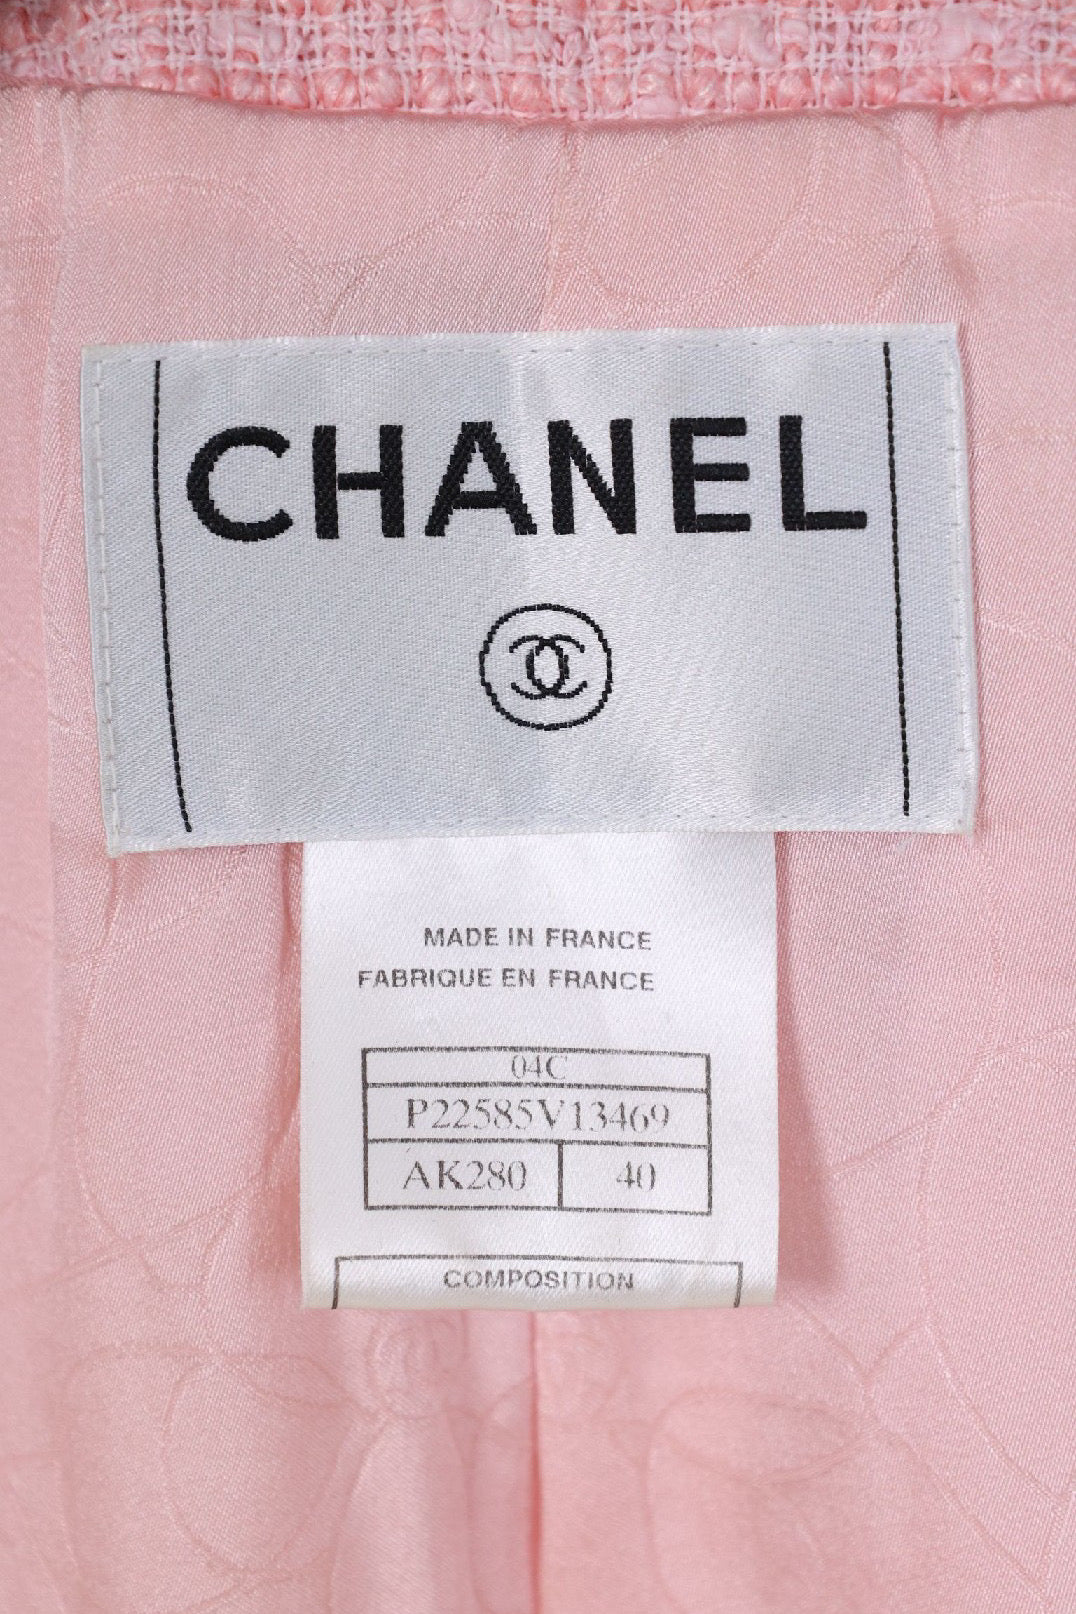 CHANEL
MADE IN FRANCE
FABRIQUE EN FRANCE
04C
P22585V13469
AK280 40
COMPOSITION